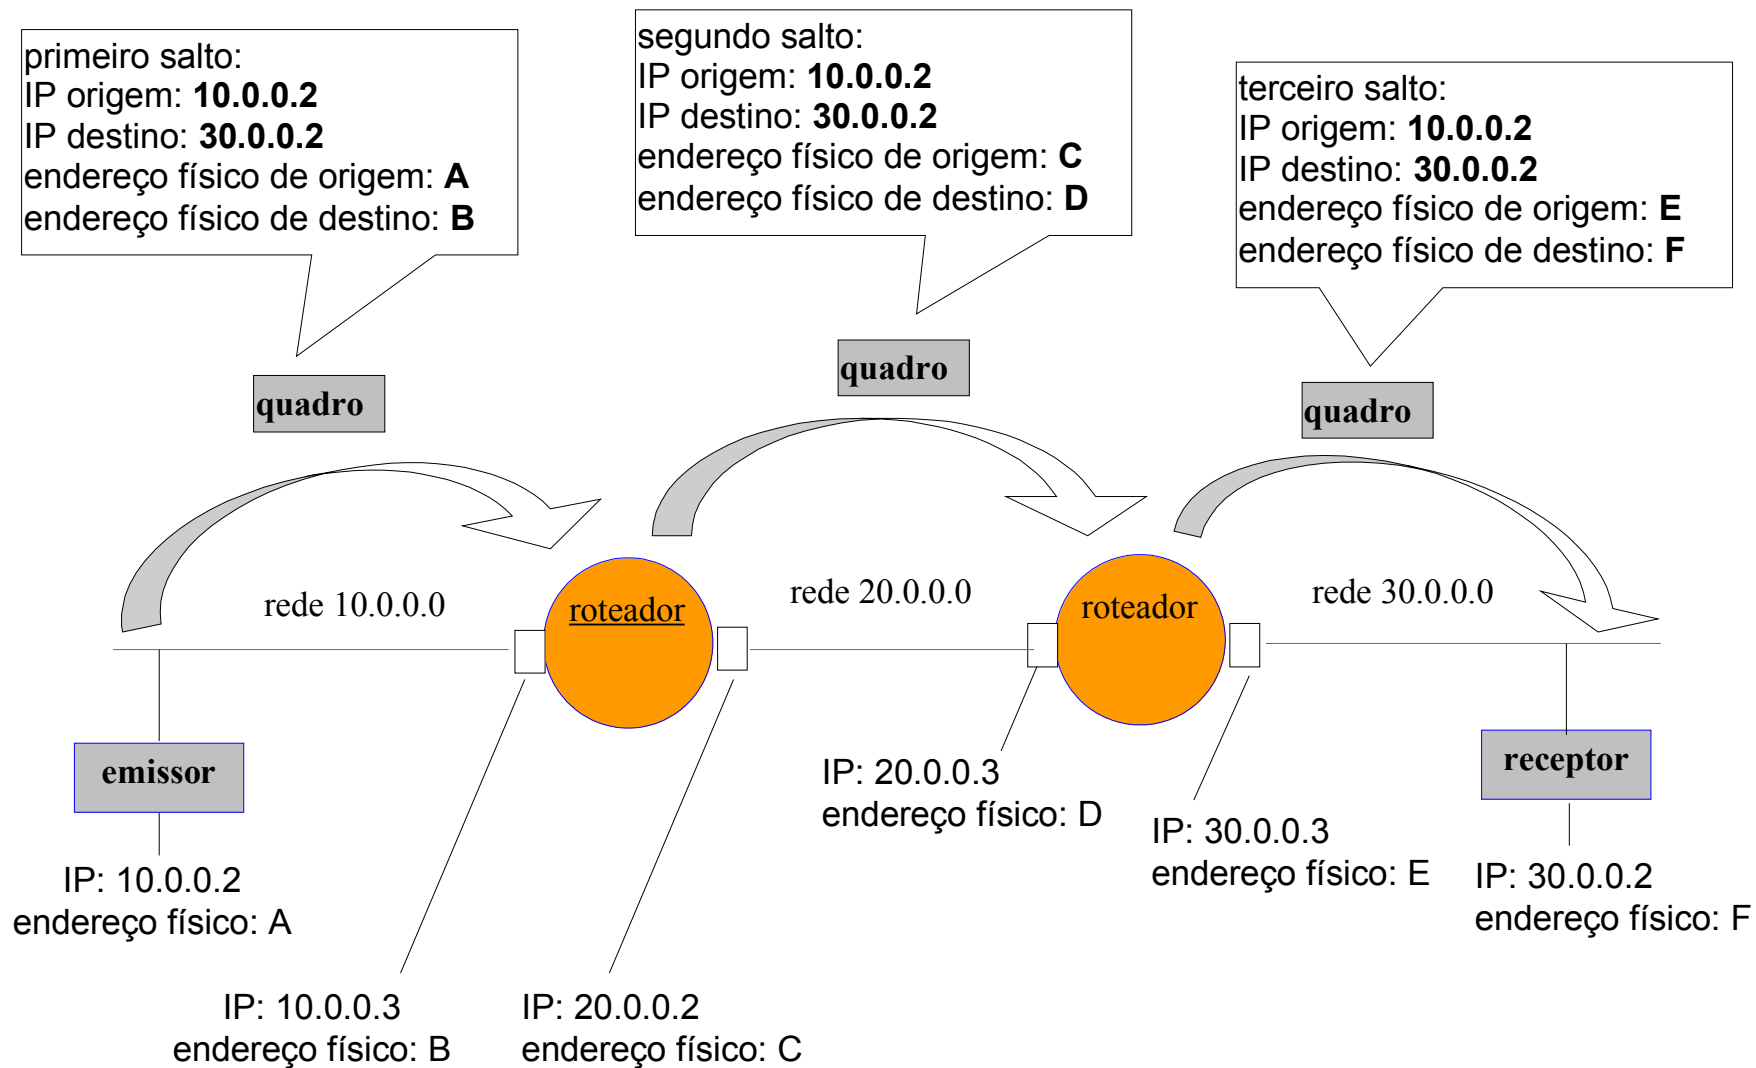 primeiro salto:
IP origem: 10.0.0.2
IP destino: 30.0.0.2
endereço físico de origem: A
endereço físico de destino: B
segundo salto:
IP origem: 10.0.0.2
IP destino: 30.0.0.2
endereço físico de origem: C
endereço físico de destino: D
terceiro salto:
IP origem: 10.0.0.2
IP destino: 30.0.0.2
endereço físico de origem: E
endereço físico de destino: F
quadro
quadro
quadro
rede 10.0.0.0
roteador
rede 20.0.0.0
roteador
rede 30.0.0.0
emissor
receptor
IP: 10.0.0.2
endereço físico: A
IP: 10.0.0.3
endereço físico: B
IP: 20.0.0.2
endereço físico: C
IP: 20.0.0.3
endereço físico: D
IP: 30.0.0.3
endereço físico: E
IP: 30.0.0.2
endereço físico: F